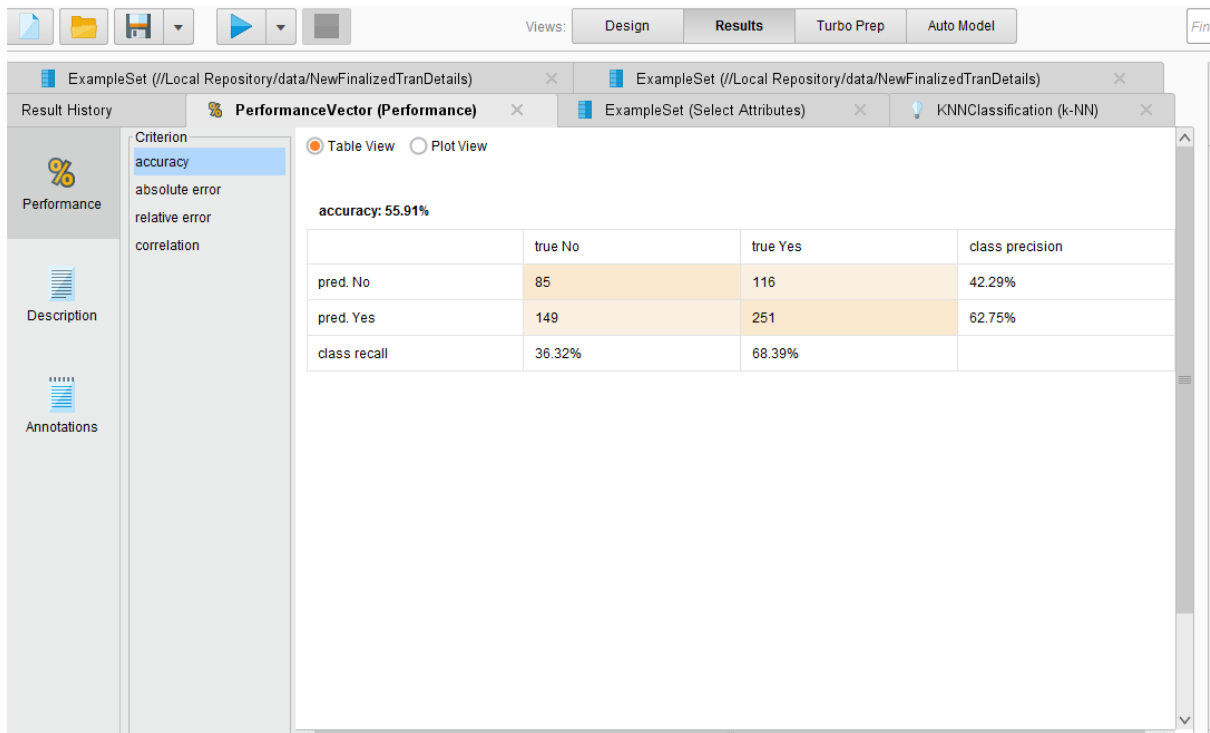 Views: Design Results Turbo Prep Auto Model Fin
ExampleSet (//Local Repository/data/NewFinalizedTranDetails) ExampleSet (//Local Repository/data/NewFinalizedTranDetails)
Result History % PerformanceVector (Performance) ExampleSet (Select Attributes) KNNClassification (k-NN)
%
Performance
Description
Annotations
Criterion
accuracy
absolute error
relative error
correlation
Table View Plot View
accuracy: 55.91%
true No true Yes class precision
pred. No 85 116 42.29%
pred. Yes 149 251 62.75%
class recall 36.32% 68.39%